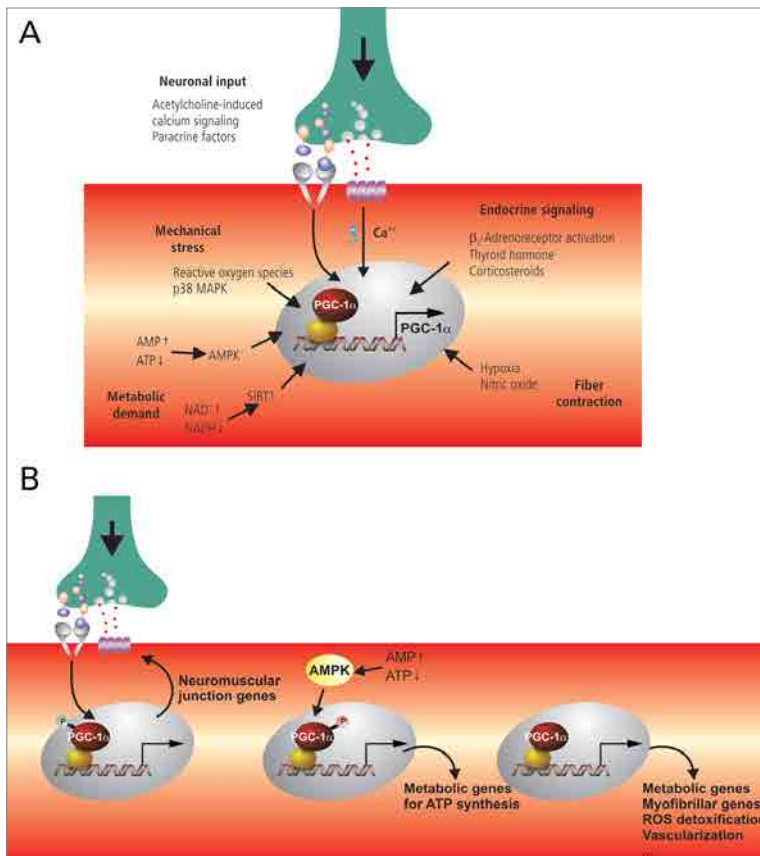 A
Neuronal input
Acetylcholine-induced
calcium signaling
Paracrine factors
Mechanical
stress
Reactive oxygen species
p38 MAPK
Ca²⁺
Endocrine signaling
β₂-Adrenoreceptor activation
Thyroid hormone
Corticosteroids
PGC-1α
PGC-1α
AMP↑
ATP↓
AMPK
Metabolic
demand
NAD⁺↑
NADH↓
SIRT1
Hypoxia
Nitric oxide
Fiber
contraction
B
Neuromuscular
junction genes
P
PGC-1α
AMPK
AMP↑
ATP↓
P
PGC-1α
Metabolic genes
for ATP synthesis
PGC-1α
Metabolic genes
Myofibrillar genes
ROS detoxification
Vascularization
...